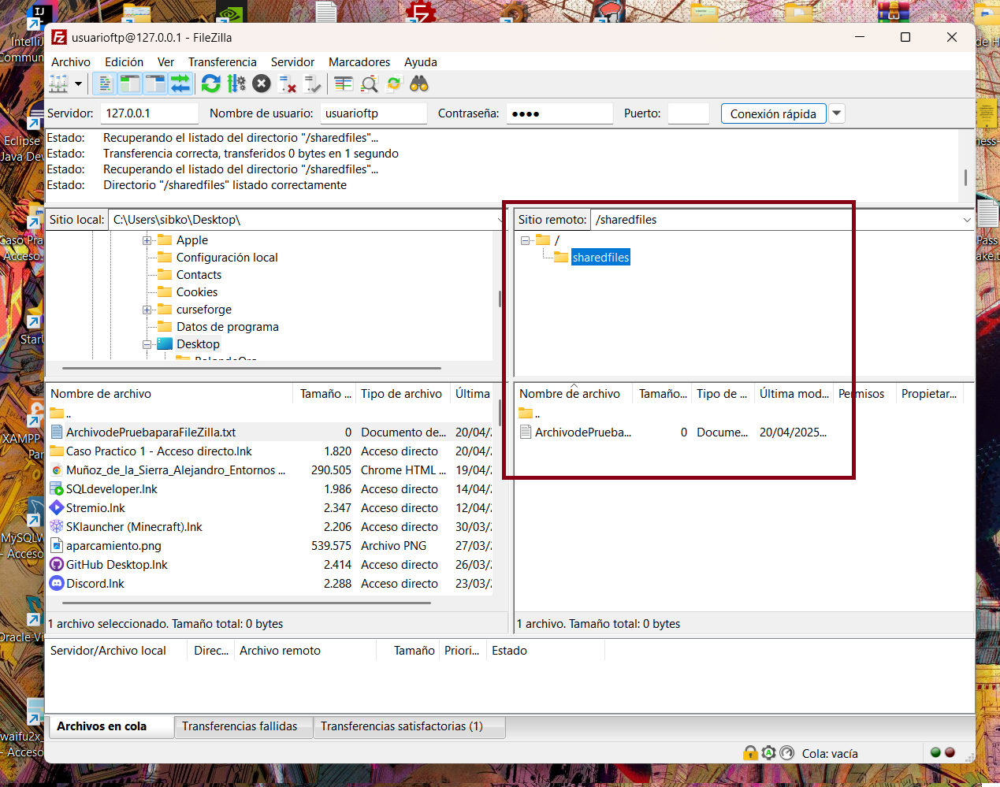 usuarioftp@127.0.0.1 - FileZilla
Archivo Edición Ver Transferencia Servidor Marcadores Ayuda
Servidor: 127.0.0.1 Nombre de usuario: usuarioftp Contraseña: ●●●● Puerto: Conexión rápida
Estado: Recuperando el listado del directorio "/sharedfiles"...
Estado: Transferencia correcta, transferidos 0 bytes en 1 segundo
Estado: Recuperando el listado del directorio "/sharedfiles"...
Estado: Directorio "/sharedfiles" listado correctamente
Sitio local: C:\Users\sibko\Desktop\
Apple
Configuración local
Contacts
Cookies
curseforge
Datos de programa
Desktop
Sitio remoto: /sharedfiles
/
sharedfiles
Nombre de archivo Tamaño ... Tipo de archivo Última
..
ArchivodePruebaparaFileZilla.txt 0 Documento de... 20/04/
Caso Practico 1 - Acceso directo.lnk 1.820 Acceso directo 20/04/
Muñoz_de_la_Sierra_Alejandro_Entornos ... 290.505 Chrome HTML ... 19/04/
SQLdeveloper.lnk 1.986 Acceso directo 14/04/
Stremio.lnk 2.347 Acceso directo 12/04/
SKlauncher (Minecraft).lnk 2.206 Acceso directo 30/03/
aparcamiento.png 539.575 Archivo PNG 27/03/
GitHub Desktop.lnk 2.414 Acceso directo 26/03/
Discord.lnk 2.288 Acceso directo 23/03/
1 archivo seleccionado. Tamaño total: 0 bytes
Nombre de archivo Tamaño... Tipo de ... Última mod... Permisos Propietar...
..
ArchivodePrueba... 0 Docume... 20/04/2025...
1 archivo. Tamaño total: 0 bytes
Servidor/Archivo local Direc... Archivo remoto Tamaño Priori... Estado
Archivos en cola Transferencias fallidas Transferencias satisfactorias (1)
Cola: vacía
IntelliJ
Commun
Eclipse
Java Dev
Caso Pra
Acceso
Star
XAMPP
Par
MySQLW
- Acceso
Oracle Vi
waifu2x_
- Acceso
de H
ness-
Pass
ake.t